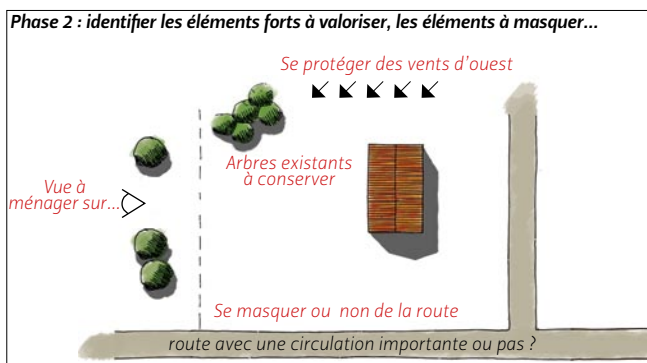 Phase 2 : identifier les éléments forts à valoriser, les éléments à masquer...
Se protéger des vents d'ouest
Arbres existants
à conserver
Vue à
ménager sur...
Se masquer ou non de la route
route avec une circulation importante ou pas ?